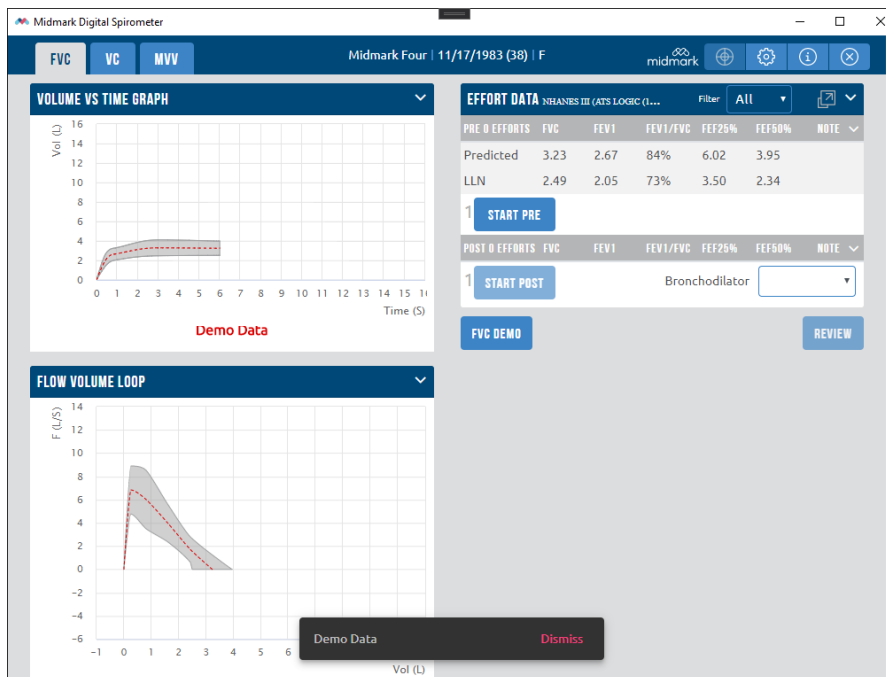 Midmark Digital Spirometer
FVC VC MVV Midmark Four | 11/17/1983 (38) | F midmark
VOLUME VS TIME GRAPH
Vol (L)
16
14
12
10
8
6
4
2
0
0 1 2 3 4 5 6 7 8 9 10 11 12 13 14 15 1
Time (S)
Demo Data
FLOW VOLUME LOOP
F (L/S)
14
12
10
8
6
4
2
0
−2
−4
−6
−1 0 1 2 3 4 5 6
Vol (L)
EFFORT DATA NHANES III (ATS LOGIC (1... Filter All
PRE 0 EFFORTS FVC FEV1 FEV1/FVC FEF25% FEF50% NOTE
Predicted 3.23 2.67 84% 6.02 3.95
LLN 2.49 2.05 73% 3.50 2.34
1 START PRE
POST 0 EFFORTS FVC FEV1 FEV1/FVC FEF25% FEF50% NOTE
1 START POST Bronchodilator
FVC DEMO REVIEW
Demo Data Dismiss